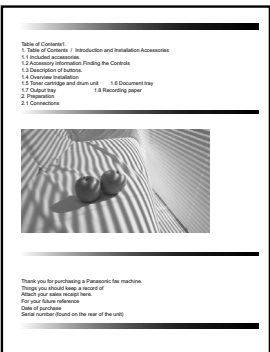 Table of Contents1.
1. Table of Contents / Introduction and Installation Accessories
1.1 Included accessories.
1.2 Accessory information.Finding the Controls
1.3 Description of buttons.
1.4 Overview Installation
1.5 Toner cartridge and drum unit 1.6 Document tray
1.7 Output tray 1.8 Recording paper
2. Preparation
2.1 Connections
Thank you for purchasing a Panasonic fax machine.
Things you should keep a record of
Attach your sales receipt here.
For your future reference
Date of purchase
Serial number (found on the rear of the unit)